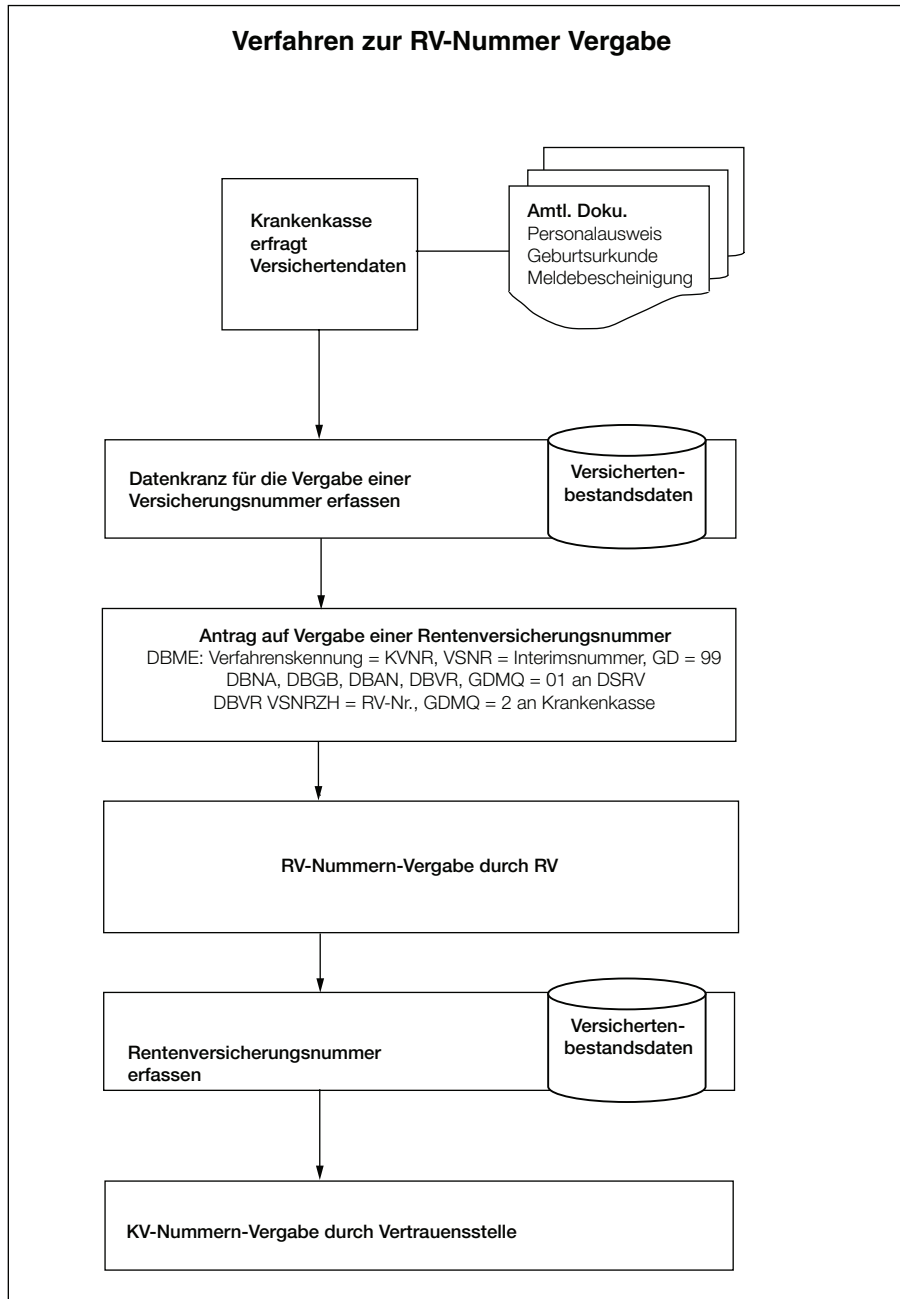 Verfahren zur RV-Nummer Vergabe
Krankenkasse
erfragt
Versichertendaten
Amtl. Doku.
Personalausweis
Geburtsurkunde
Meldebescheinigung
Datenkranz für die Vergabe einer
Versicherungsnummer erfassen
Versicherten-
bestandsdaten
Antrag auf Vergabe einer Rentenversicherungsnummer
DBME: Verfahrenskennung = KVNR, VSNR = Interimsnummer, GD = 99
DBNA, DBGB, DBAN, DBVR, GDMQ = 01 an DSRV
DBVR VSNRZH = RV-Nr., GDMQ = 2 an Krankenkasse
RV-Nummern-Vergabe durch RV
Rentenversicherungsnummer
erfassen
Versicherten-
bestandsdaten
KV-Nummern-Vergabe durch Vertrauensstelle